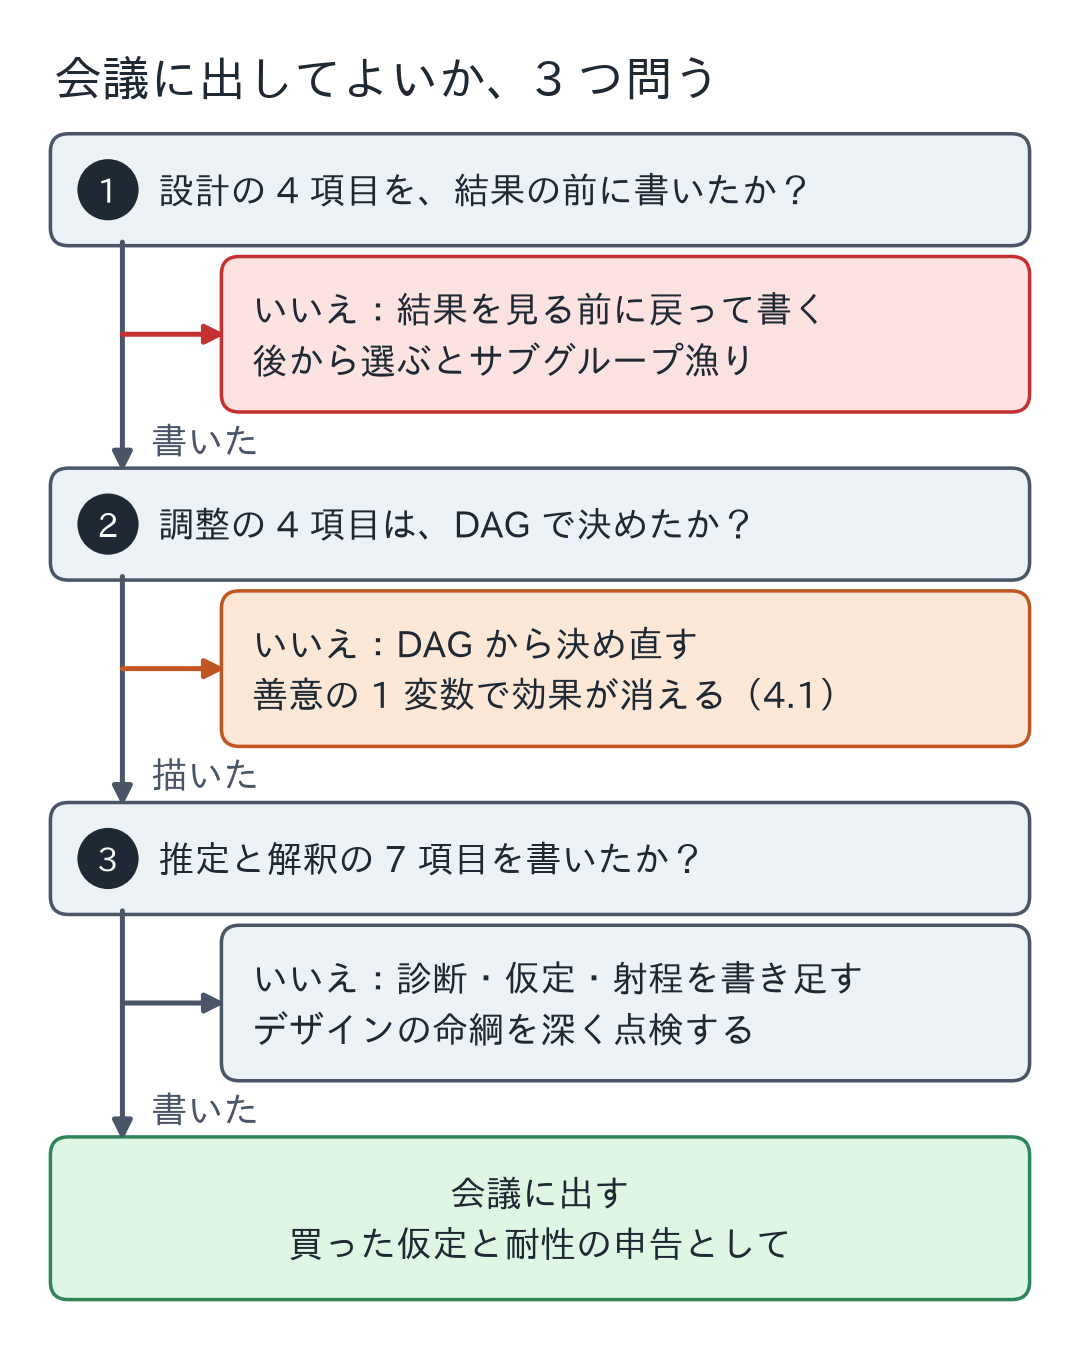 会議に出してよいか、3 つ問う
1 設計の 4 項目を、結果の前に書いたか？
いいえ：結果を見る前に戻って書く
後から選ぶとサブグループ漁り
書いた
2 調整の 4 項目は、DAG で決めたか？
いいえ：DAG から決め直す
善意の 1 変数で効果が消える（4.1）
描いた
3 推定と解釈の 7 項目を書いたか？
いいえ：診断・仮定・射程を書き足す
デザインの命綱を深く点検する
書いた
会議に出す
買った仮定と耐性の申告として